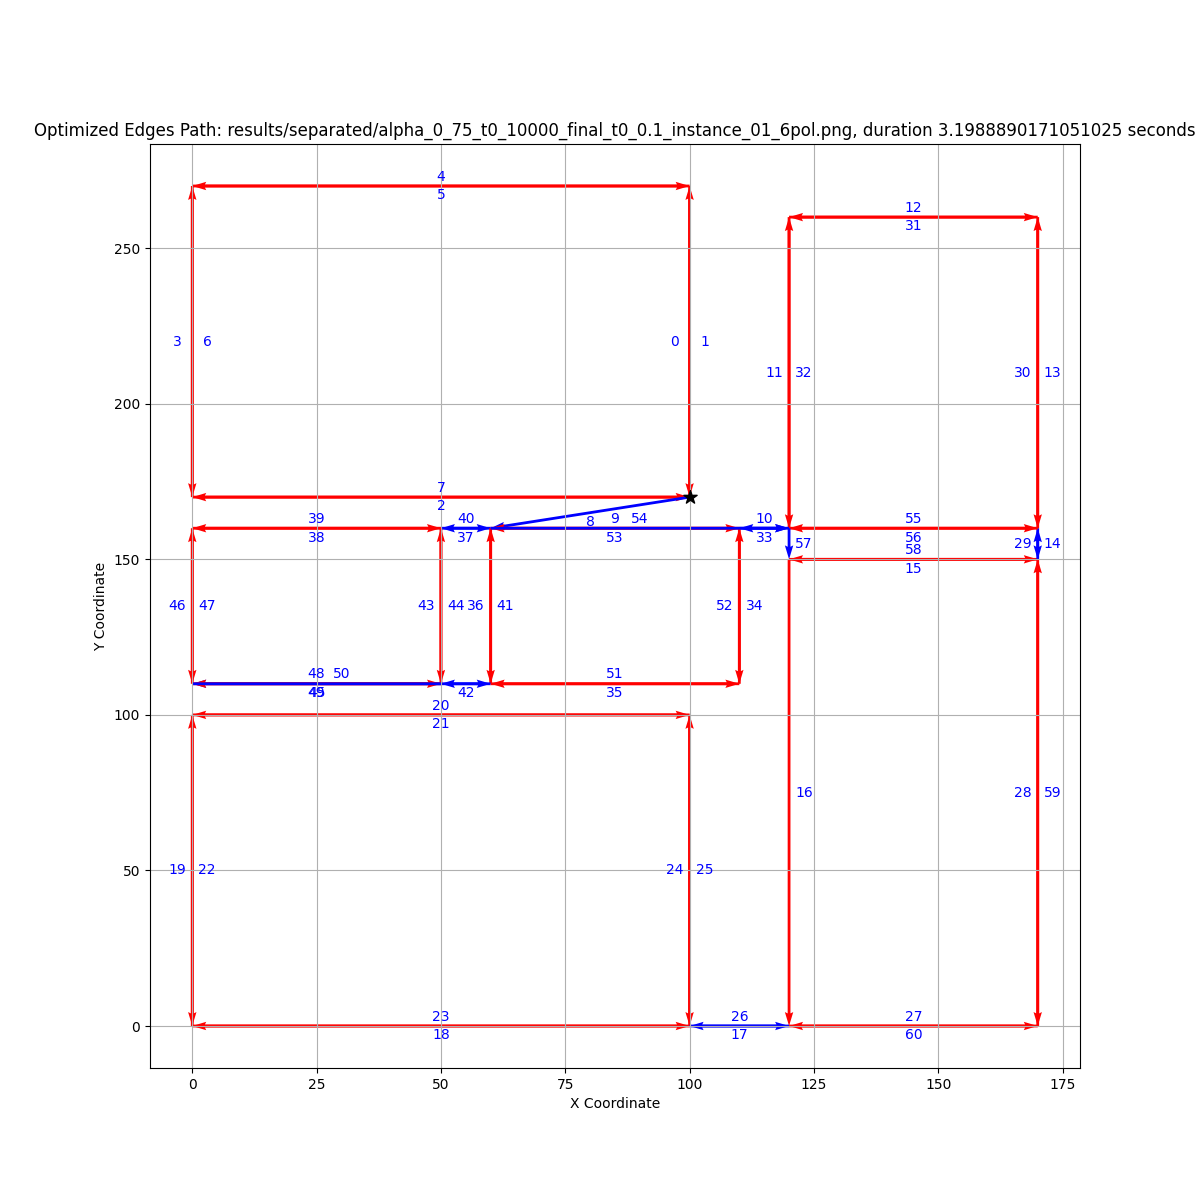 Optimized Edges Path: results/separated/alpha_0_75_t0_10000_final_t0_0.1_instance_01_6pol.png, duration 3.1988890171051025 seconds
4
5
12
31
250
3 6 0 1
11 32 30 13
200
7
2
39 40 8 9 54 10 55
38 37 53 33 56
57 29 14
58
150
15
46 47 43 44 36 41 52 34
48 50 51
49 42 35
20
100
21
16 28 59
50
19 22 24 25
23 26 27
0
18 17 60
0 25 50 75 100 125 150 175
X Coordinate
Y Coordinate